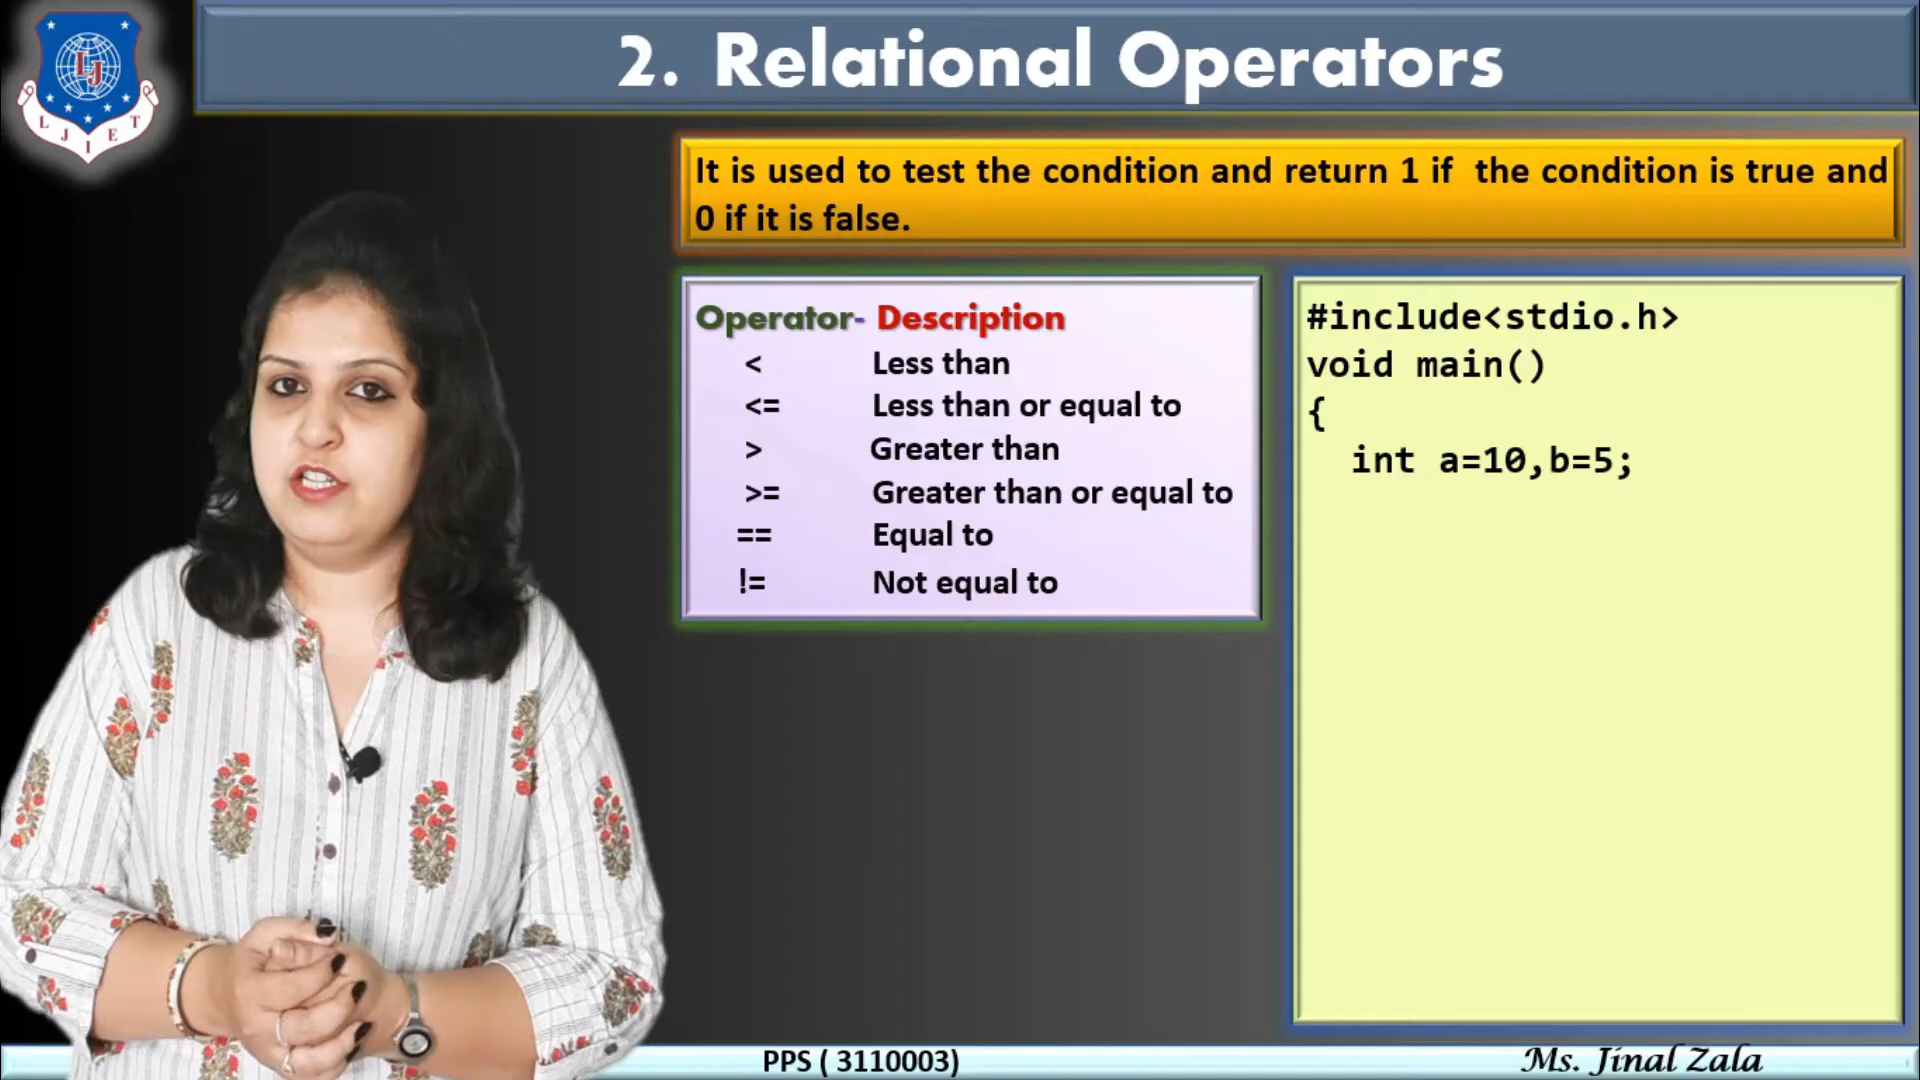 LJ
L J I E T
2. Relational Operators
It is used to test the condition and return 1 if the condition is true and
0 if it is false.
Operator- Description
< Less than
<= Less than or equal to
> Greater than
>= Greater than or equal to
== Equal to
!= Not equal to
#include<stdio.h>
void main()
{
int a=10,b=5;
PPS ( 3110003)
Ms. Jinal Zala